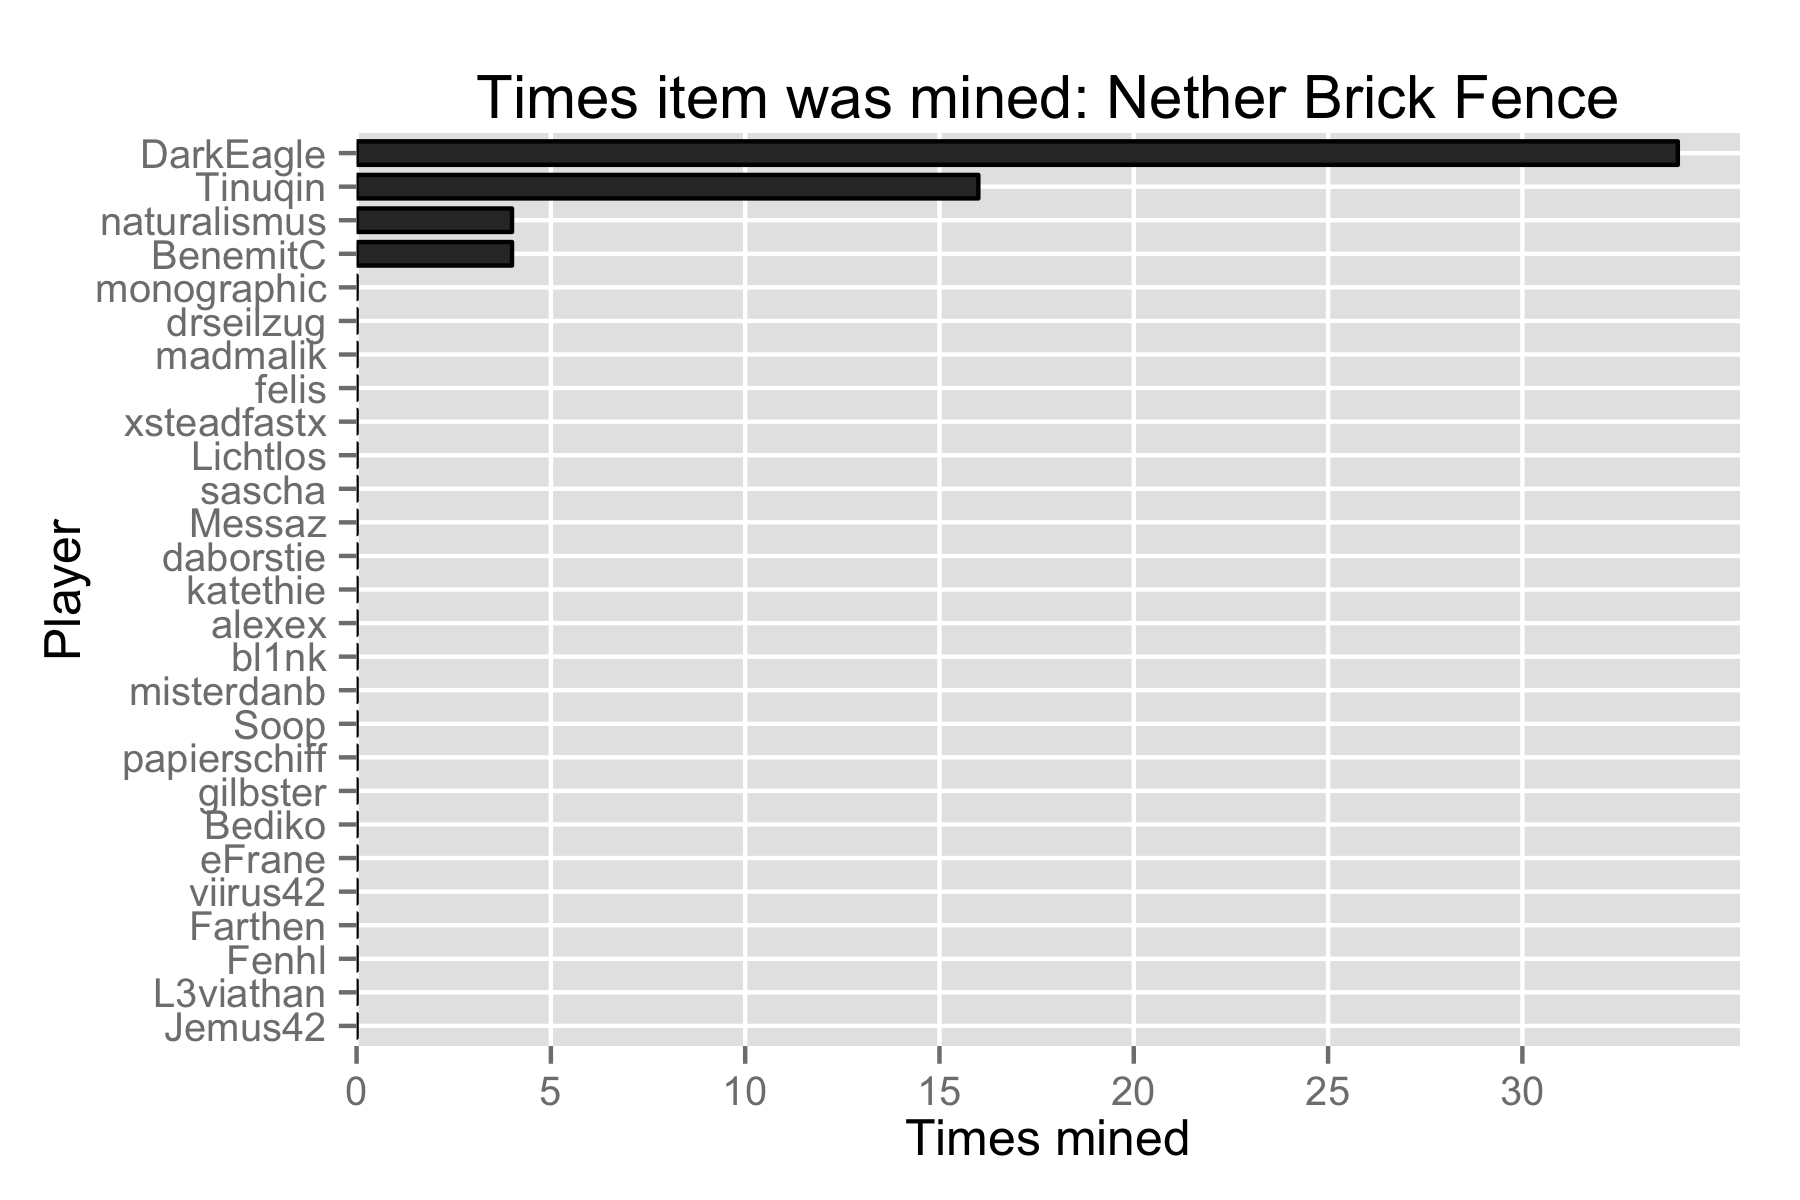 Times item was mined: Nether Brick Fence
DarkEagle
Tinuqin
naturalismus
BenemitC
monographic
drseilzug
madmalik
felis
xsteadfastx
Lichtlos
sascha
Messaz
daborstie
katethie
alexex
bl1nk
misterdanb
Soop
papierschiff
gilbster
Bediko
eFrane
viirus42
Farthen
Fenhl
L3viathan
Jemus42
Player
0 5 10 15 20 25 30
Times mined